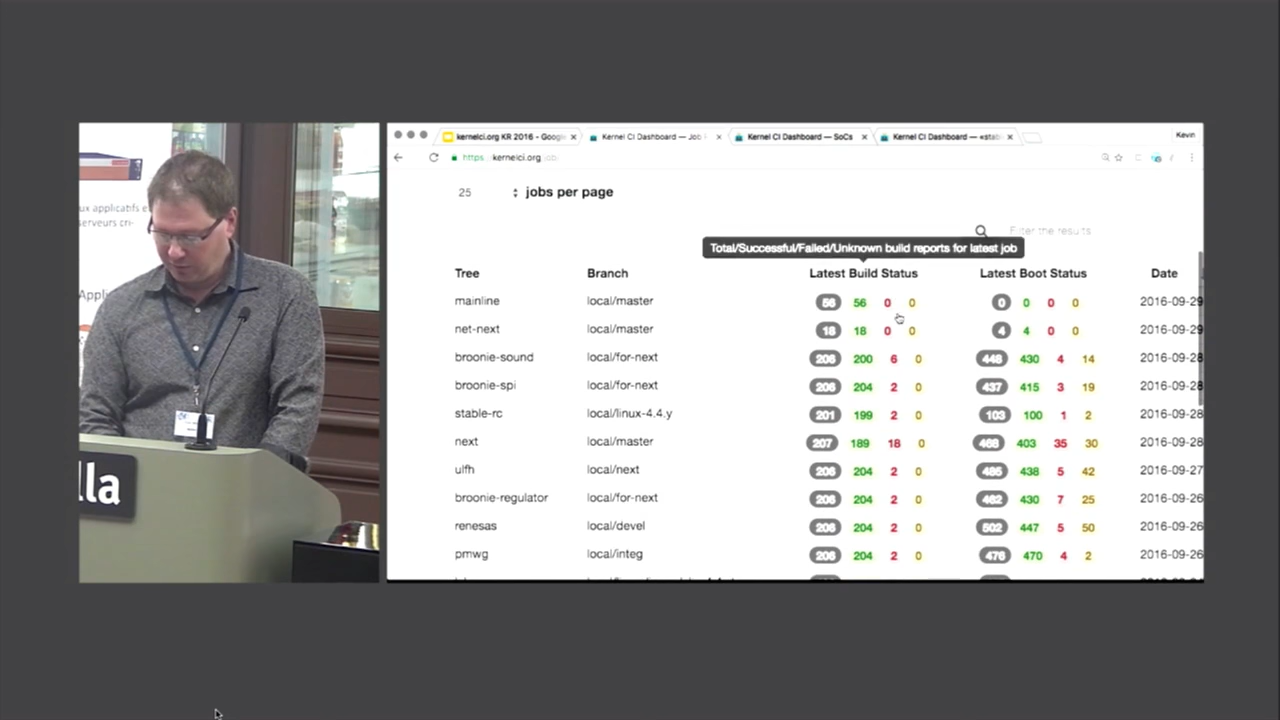 ux applicatifs e
serveurs cri-
Appli
lla
kernelci.org KR 2016 - Googl
Kernel CI Dashboard — Job
Kernel CI Dashboard — SoCs
Kernel CI Dashboard — «stab
Kevin
https kernelci.org/job
25 jobs per page
Filter the results
Total/Successful/Failed/Unknown build reports for latest job
Tree Branch Latest Build Status Latest Boot Status Date
mainline local/master 56 56 0 0 0 0 0 0 2016-09-29
net-next local/master 18 18 0 0 4 4 0 0 2016-09-29
broonie-sound local/for-next 206 200 6 0 448 430 4 14 2016-09-28
broonie-spi local/for-next 206 204 2 0 437 415 3 19 2016-09-28
stable-rc local/linux-4.4.y 201 199 2 0 103 100 1 2 2016-09-28
next local/master 207 189 18 0 468 403 35 30 2016-09-28
ulfh local/next 206 204 2 0 485 438 5 42 2016-09-27
broonie-regulator local/for-next 206 204 2 0 462 430 7 25 2016-09-26
renesas local/devel 206 204 2 0 502 447 5 50 2016-09-26
pmwg local/integ 206 204 2 0 476 470 4 2 2016-09-26